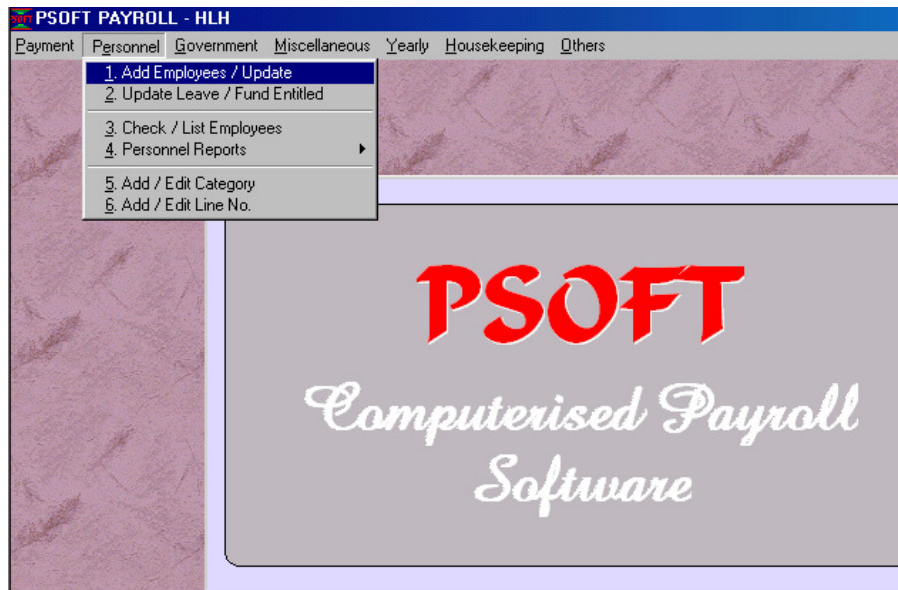 PSOFT PAYROLL - HLH
Payment Personnel Government Miscellaneous Yearly Housekeeping Others
1. Add Employees / Update
2. Update Leave / Fund Entitled
3. Check / List Employees
4. Personnel Reports
5. Add / Edit Category
6. Add / Edit Line No.
PSOFT
Computerised Payroll
Software